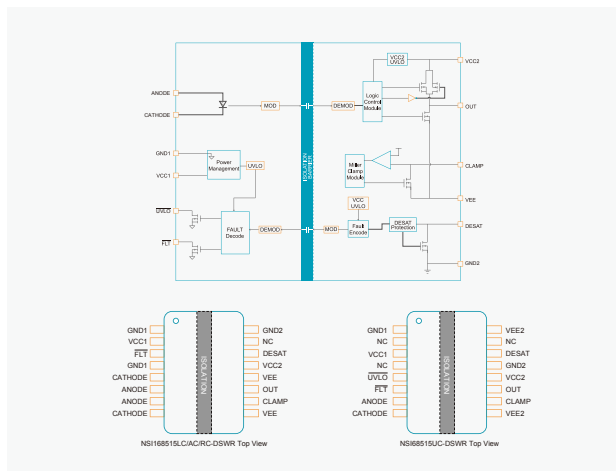 VCC2
UVLO
VCC2
ANODE
MOD
DEMOD
Logic
Control
Module
OUT
CATHODE
GND1
Power
Management
UVLO
VCC1
ISOLATION
BARRIER
Miller
Clamp
Module
CLAMP
VEE
UVLO
FAULT
Decode
DEMOD
MOD
VCC
UVLO
Fault
Encode
DESAT
Protection
DESAT
FLT
GND2
GND1
VCC1
FLT
GND1
CATHODE
ANODE
ANODE
CATHODE
ISOLATION
GND2
NC
DESAT
VCC2
VEE
OUT
CLAMP
VEE
NSI168515LC/AC/RC-DSWR Top View
GND1
NC
VCC1
NC
UVLO
FLT
ANODE
CATHODE
ISOLATION
VEE2
NC
DESAT
GND2
VCC2
OUT
CLAMP
VEE2
NSI68515UC-DSWR Top View